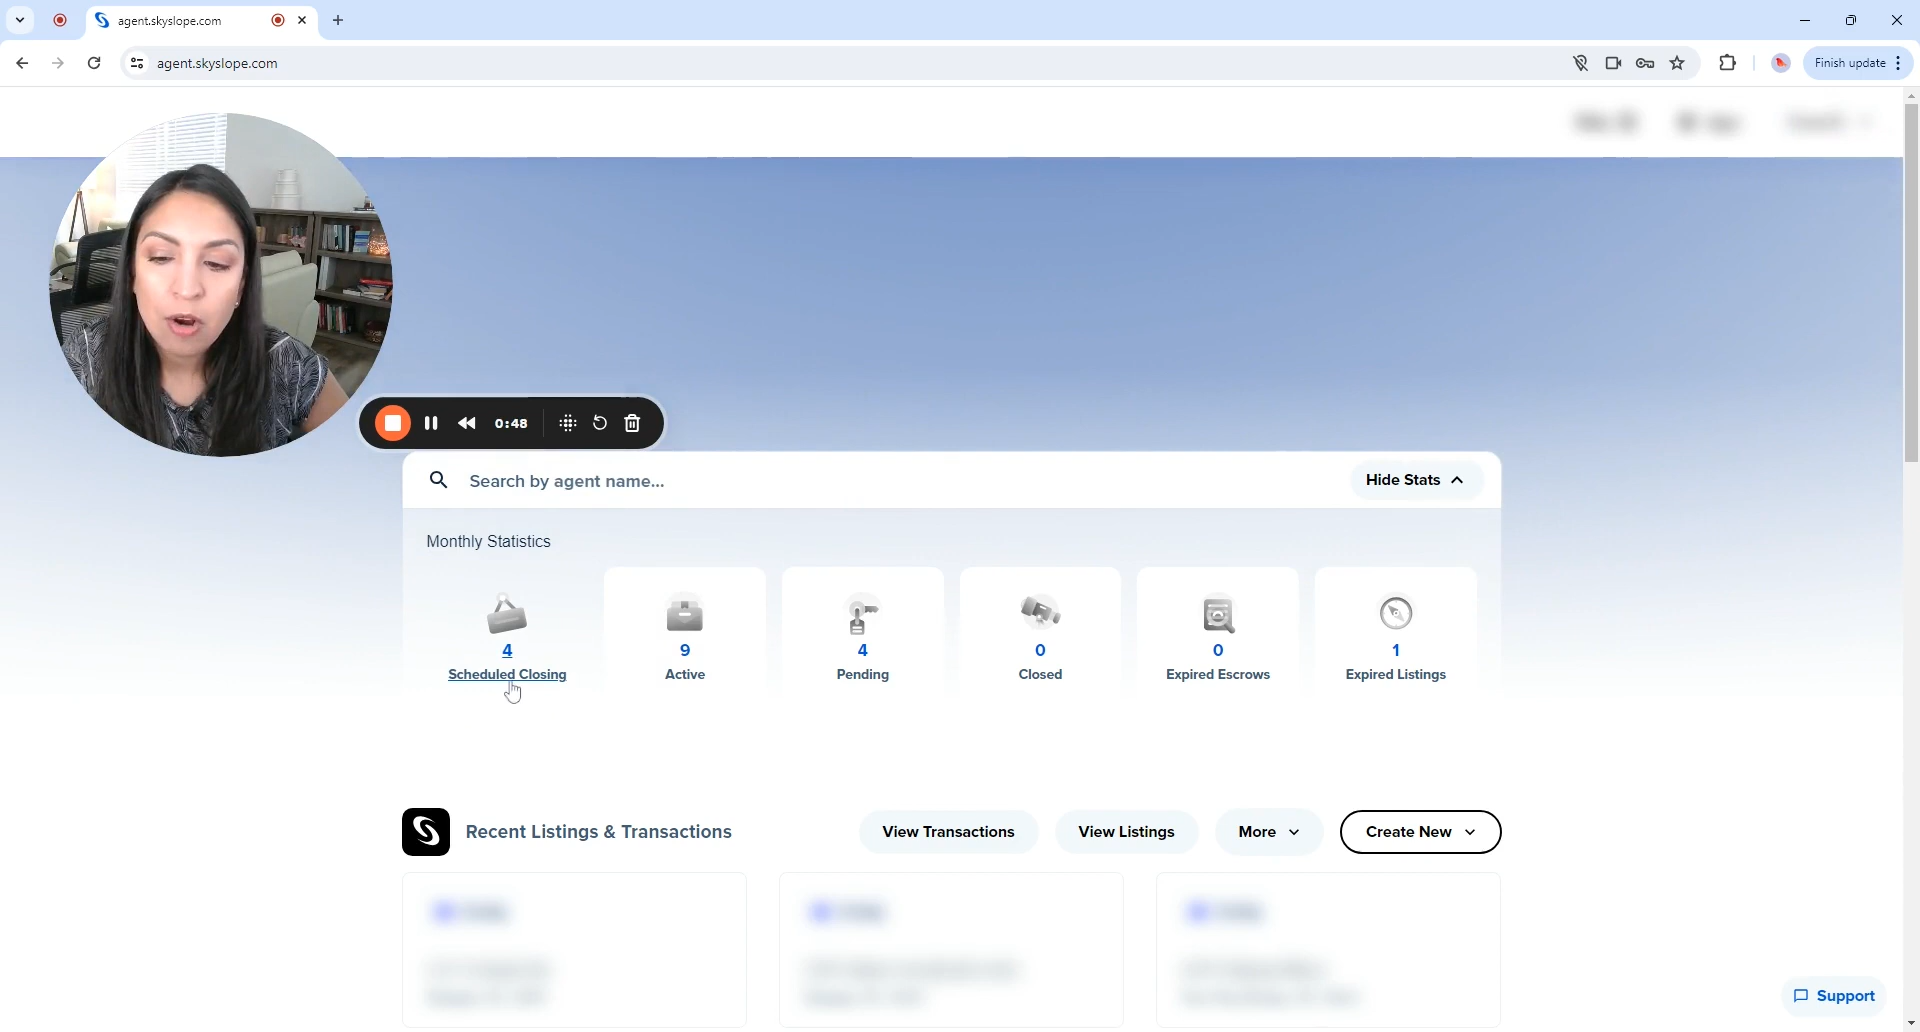 agent.skyslope.com
agent.skyslope.com
Finish update
0:48
Search by agent name...
Hide Stats
Monthly Statistics
4
Scheduled Closing
9
Active
4
Pending
0
Closed
0
Expired Escrows
1
Expired Listings
Recent Listings & Transactions
View Transactions
View Listings
More
Create New
Support